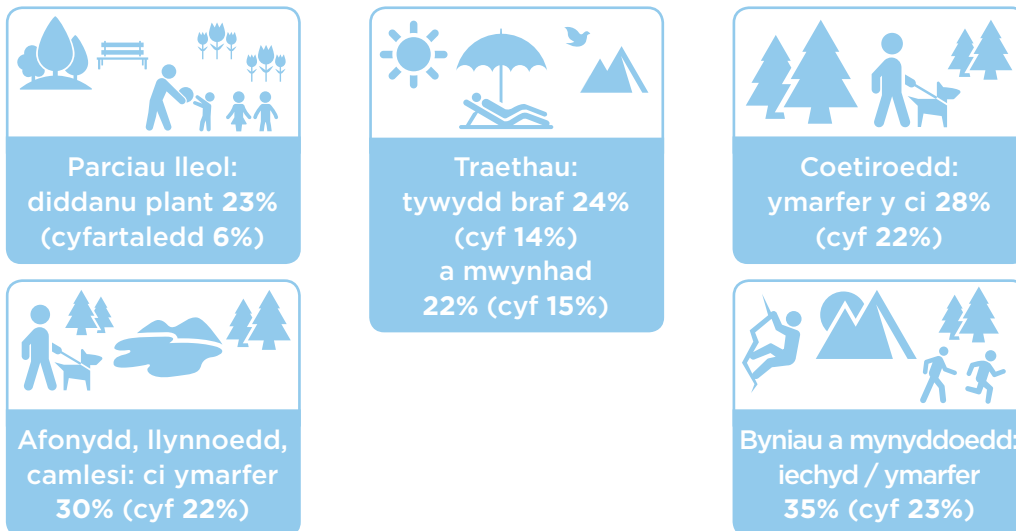 Parciau lleol:
diddanu plant 23%
(cyfartaledd 6%)
Traethau:
tywydd braf 24%
(cyf 14%)
a mwynhad
22% (cyf 15%)
Coetiroedd:
ymarfer y ci 28%
(cyf 22%)
Afonydd, llynnoedd,
camlesi: ci ymarfer
30% (cyf 22%)
Byniau a mynyddoedd:
iechyd / ymarfer
35% (cyf 23%)